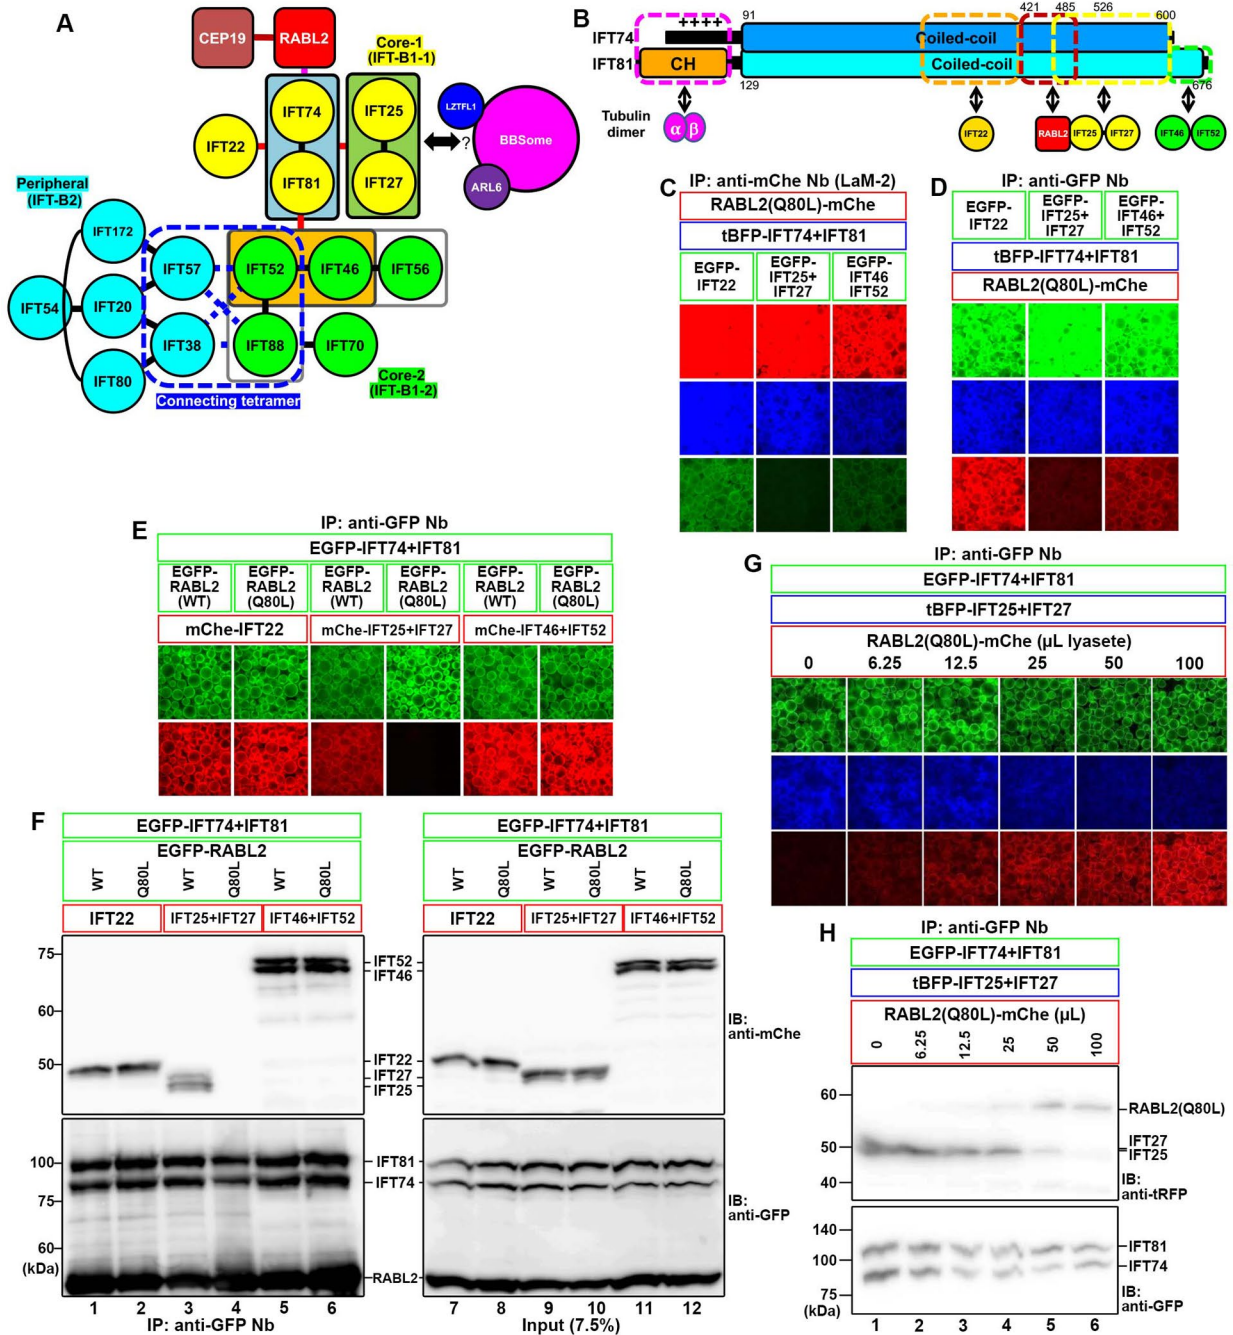 A
CEP19
RABL2
Core-1
(IFT-B1-1)
IFT74
IFT25
IFT22
IFT81
IFT27
LZTFL1
?
BBSome
ARL6
Peripheral
(IFT-B2)
IFT172
IFT57
IFT52
IFT46
IFT56
IFT54
IFT20
IFT38
IFT88
IFT70
IFT80
Connecting tetramer
Core-2
(IFT-B1-2)
B
91
421
485
526
600
++++
IFT74
Coiled-coil
IFT81
CH
Coiled-coil
129
676
Tubulin
dimer
α
β
IFT22
RABL2
IFT25
IFT27
IFT46
IFT52
C
IP: anti-mChe Nb (LaM-2)
RABL2(Q80L)-mChe
tBFP-IFT74+IFT81
EGFP-
IFT22
EGFP-
IFT25+
IFT27
EGFP-
IFT46
IFT52
D
IP: anti-GFP Nb
EGFP-
IFT22
EGFP-
IFT25+
IFT27
EGFP-
IFT46+
IFT52
tBFP-IFT74+IFT81
RABL2(Q80L)-mChe
E
IP: anti-GFP Nb
EGFP-IFT74+IFT81
EGFP-
RABL2
(WT)
EGFP-
RABL2
(Q80L)
EGFP-
RABL2
(WT)
EGFP-
RABL2
(Q80L)
EGFP-
RABL2
(WT)
EGFP-
RABL2
(Q80L)
mChe-IFT22
mChe-IFT25+IFT27
mChe-IFT46+IFT52
F
EGFP-IFT74+IFT81
EGFP-RABL2
WT
Q80L
WT
Q80L
WT
Q80L
IFT22
IFT25+IFT27
IFT46+IFT52
75
60
50
IFT52
IFT46
IFT22
IFT27
IFT25
100
75
60
(kDa)
IFT81
IFT74
RABL2
1 2 3 4 5 6
IP: anti-GFP Nb
EGFP-IFT74+IFT81
EGFP-RABL2
WT
Q80L
WT
Q80L
WT
Q80L
IFT22
IFT25+IFT27
IFT46+IFT52
IB:
anti-mChe
IB:
anti-GFP
7 8 9 10 11 12
Input (7.5%)
G
IP: anti-GFP Nb
EGFP-IFT74+IFT81
tBFP-IFT25+IFT27
RABL2(Q80L)-mChe (µL lyasete)
0 6.25 12.5 25 50 100
H
IP: anti-GFP Nb
EGFP-IFT74+IFT81
tBFP-IFT25+IFT27
RABL2(Q80L)-mChe (µL)
0
6.25
12.5
25
50
100
60
50
40
RABL2(Q80L)
IFT27
IFT25
IB:
anti-tRFP
140
100
75
(kDa)
IFT81
IFT74
IB:
anti-GFP
1 2 3 4 5 6